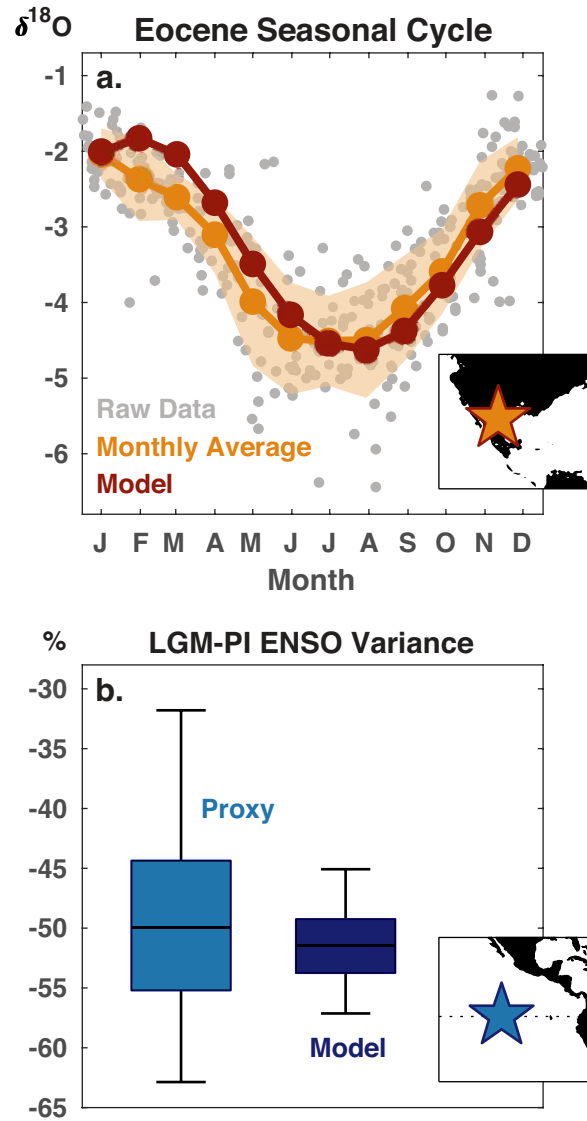 δ18O
Eocene Seasonal Cycle
a.
-1
-2
-3
-4
-5
-6
Raw Data
Monthly Average
Model
J F M A M J J A S O N D
Month
%
LGM-PI ENSO Variance
b.
-30
-35
-40
-45
-50
-55
-60
-65
Proxy
Model